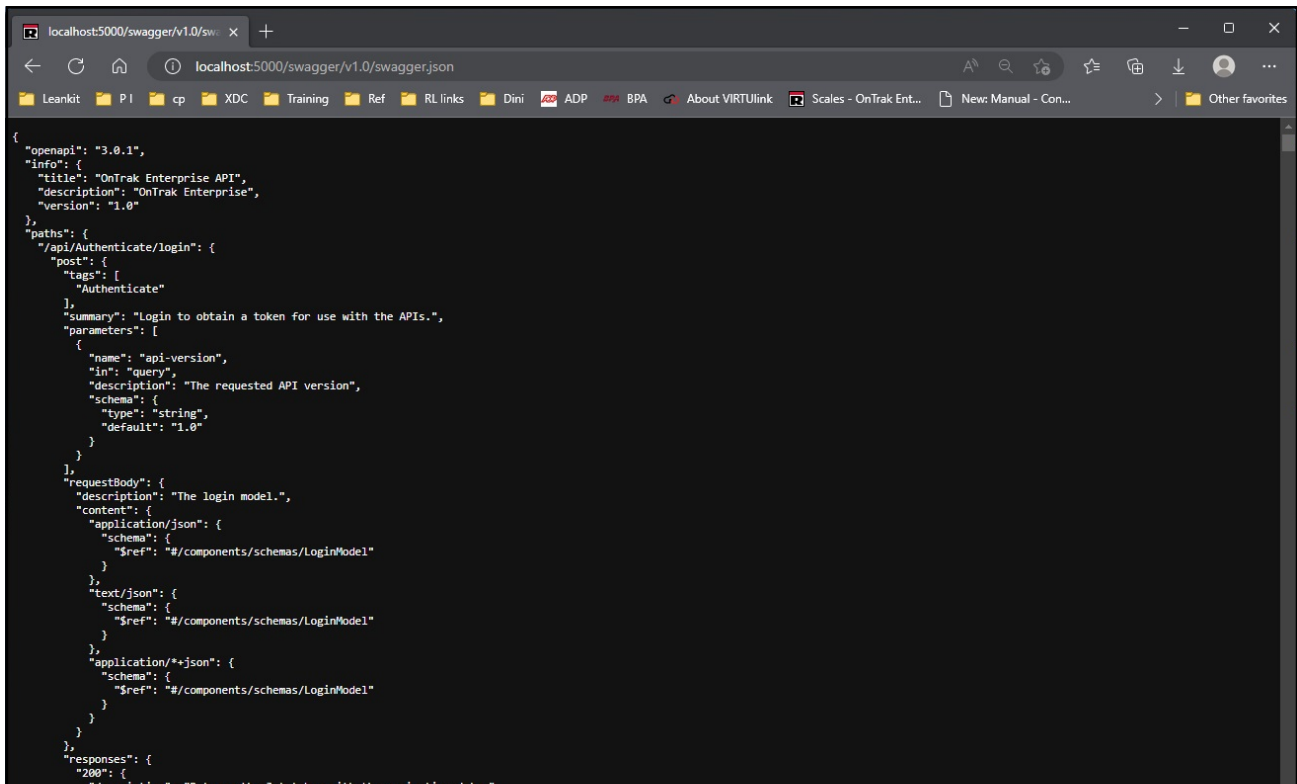 localhost:5000/swagger/v1.0/sw
localhost:5000/swagger/v1.0/swagger.json
Leankit PI cp XDC Training Ref RL links Dini ADP BPA About VIRTUlink Scales - OnTrak Ent... New: Manual - Con... Other favorites
{
"openapi": "3.0.1",
"info": {
"title": "OnTrak Enterprise API",
"description": "OnTrak Enterprise",
"version": "1.0"
},
"paths": {
"/api/Authenticate/login": {
"post": {
"tags": [
"Authenticate"
],
"summary": "Login to obtain a token for use with the APIs.",
"parameters": [
{
"name": "api-version",
"in": "query",
"description": "The requested API version",
"schema": {
"type": "string",
"default": "1.0"
}
}
],
"requestBody": {
"description": "The login model.",
"content": {
"application/json": {
"schema": {
"$ref": "#/components/schemas/LoginModel"
}
},
"text/json": {
"schema": {
"$ref": "#/components/schemas/LoginModel"
}
},
"application/*+json": {
"schema": {
"$ref": "#/components/schemas/LoginModel"
}
}
}
},
"responses": {
"200": {